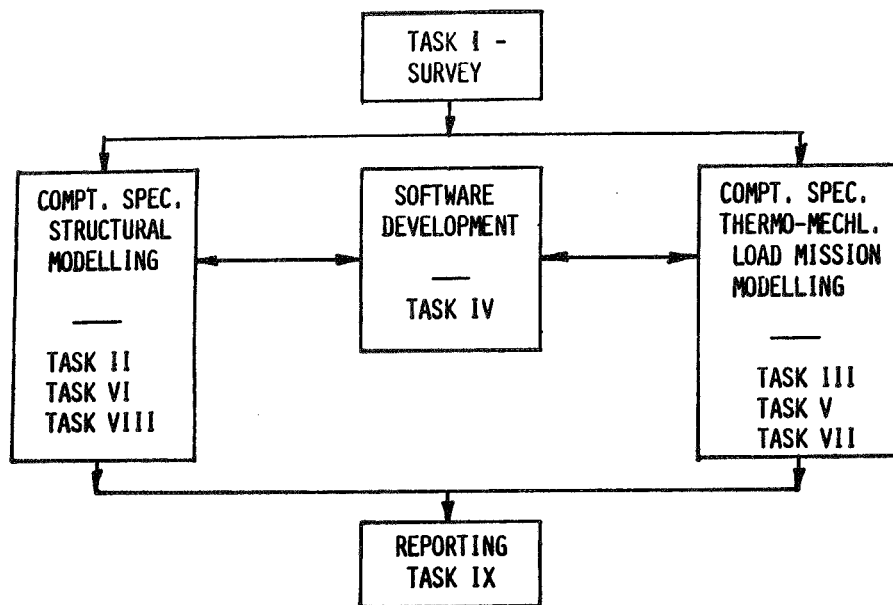 TASK I -
SURVEY
COMPT. SPEC.
STRUCTURAL
MODELLING
TASK II
TASK VI
TASK VIII
SOFTWARE
DEVELOPMENT
TASK IV
COMPT. SPEC.
THERMO-MECHL.
LOAD MISSION
MODELLING
TASK III
TASK V
TASK VII
REPORTING
TASK IX